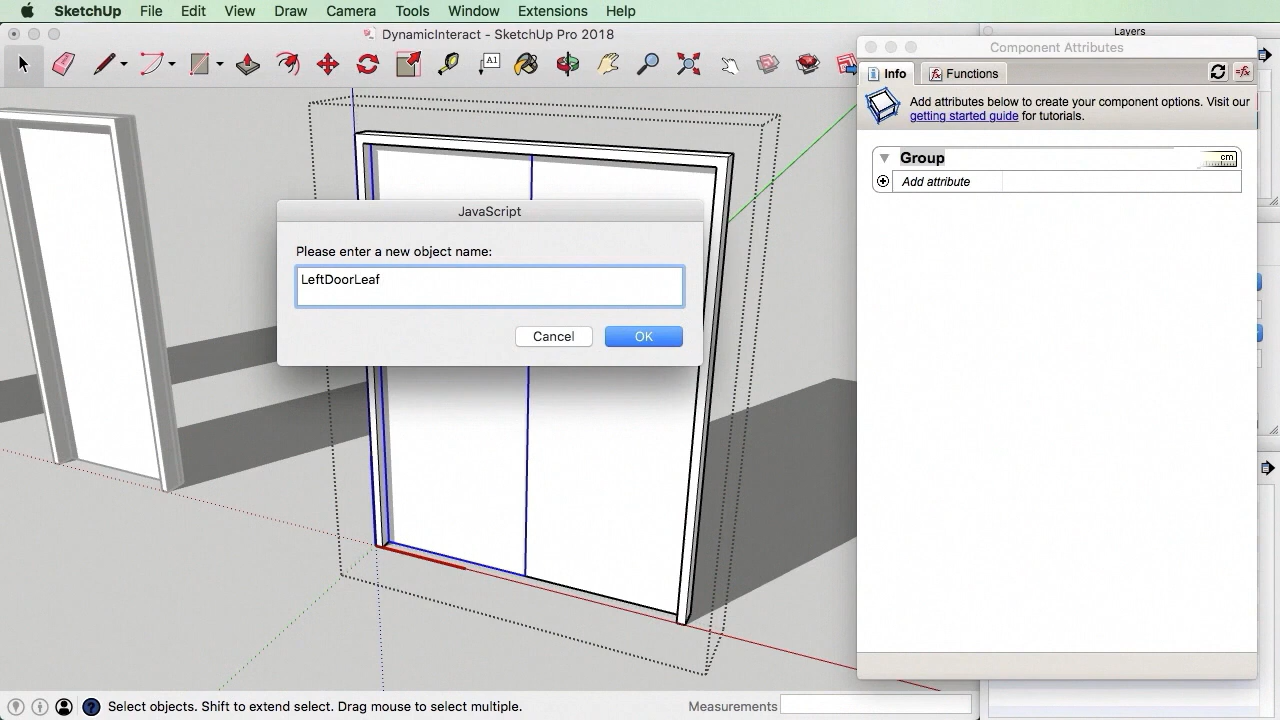 SketchUp File Edit View Draw Camera Tools Window Extensions Help
DynamicInteract - SketchUp Pro 2018
Layers
Component Attributes
A1
Info
Functions
Add attributes below to create your component options. Visit our
getting started guide for tutorials.
Group
cm
Add attribute
JavaScript
Please enter a new object name:
LeftDoorLeaf
Cancel
OK
Select objects. Shift to extend select. Drag mouse to select multiple.
Measurements